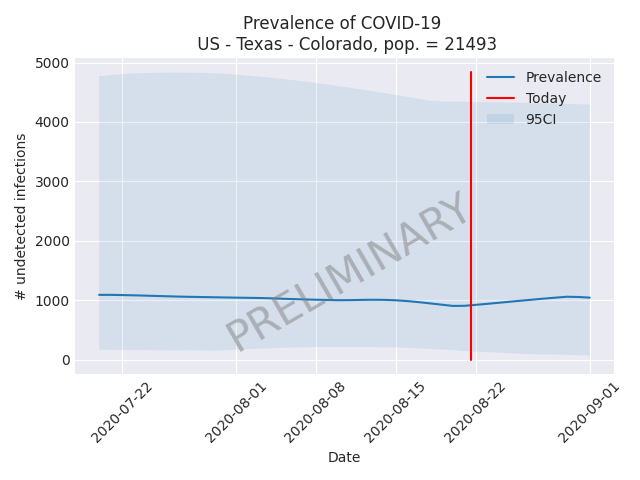 Prevalence of COVID-19
US - Texas - Colorado, pop. = 21493
# undetected infections
5000
4000
3000
2000
1000
0
Prevalence
Today
95CI
PRELIMINARY
2020-07-22
2020-08-01
2020-08-08
2020-08-15
2020-08-22
2020-09-01
Date